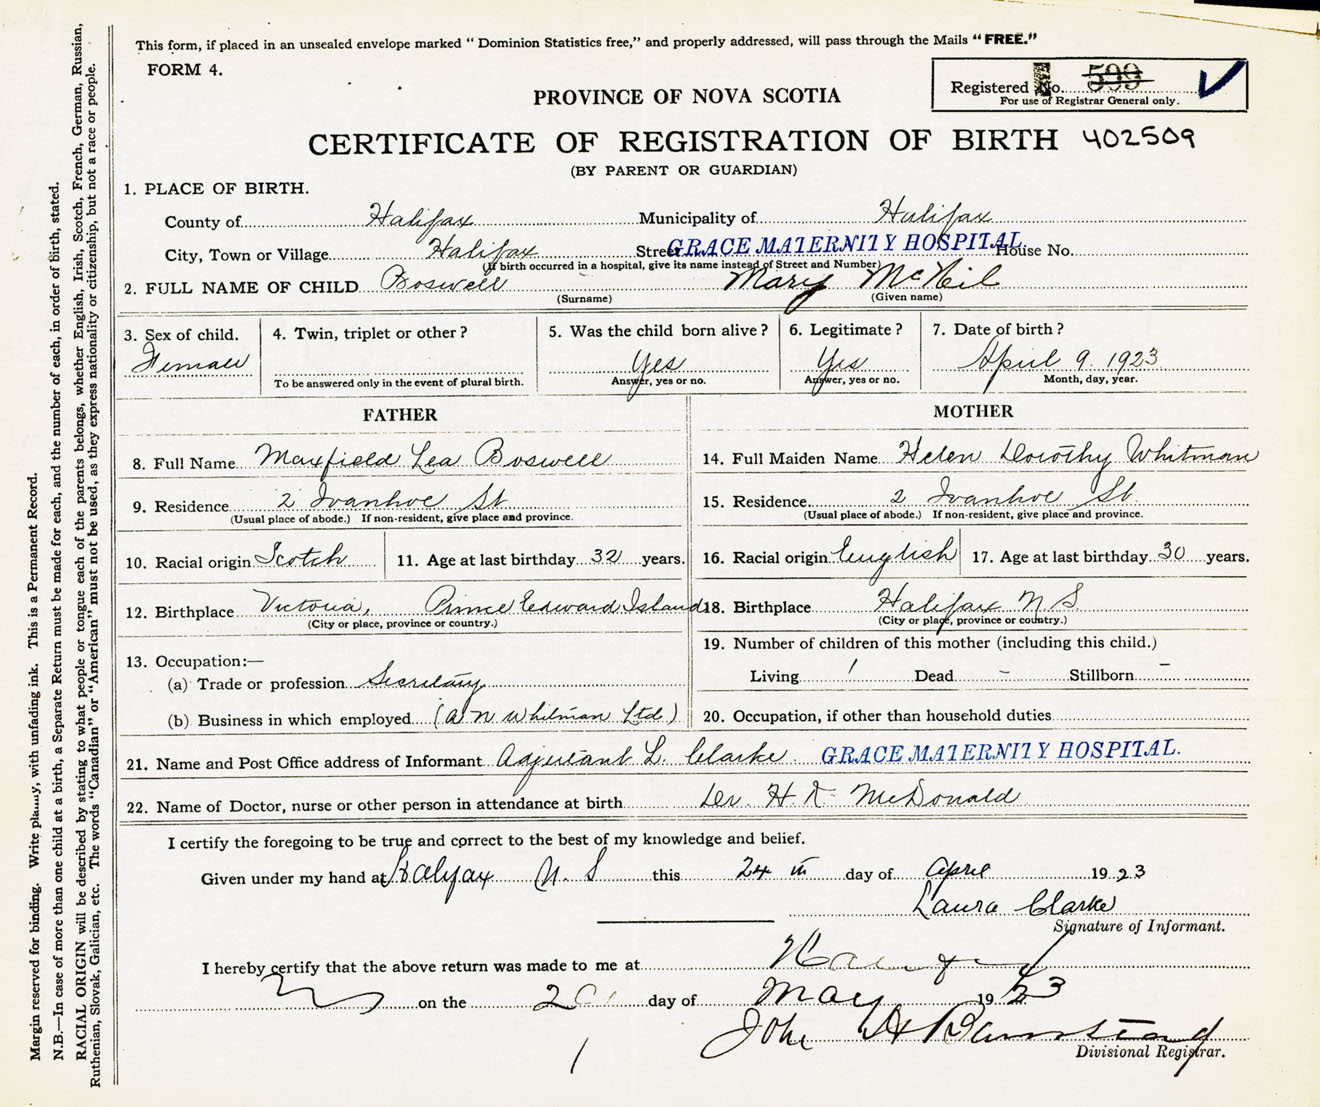 This form, if placed in an unsealed envelope marked “ Dominion Statistics free,” and properly addressed, will pass through the Mails “ FREE.”
FORM 4.
Registered No. 599
For use of Registrar General only.
PROVINCE OF NOVA SCOTIA
CERTIFICATE OF REGISTRATION OF BIRTH 402509
(BY PARENT OR GUARDIAN)
1. PLACE OF BIRTH.
County of Halifax Municipality of Halifax
City, Town or Village Halifax Street GRACE MATERNITY HOSPITAL House No.
(If birth occurred in a hospital, give its name instead of Street and Number)
2. FULL NAME OF CHILD Boswell Mary McNeil
(Surname) (Given name)
3. Sex of child. 4. Twin, triplet or other ? 5. Was the child born alive ? 6. Legitimate ? 7. Date of birth ?
Female Yes Yes April 9. 1923
To be answered only in the event of plural birth. Answer, yes or no. Answer, yes or no. Month, day, year.
FATHER
8. Full Name Maxfield Lea Boswell
9. Residence 2 Ivanhoe St
(Usual place of abode.) If non-resident, give place and province.
10. Racial origin Scotch 11. Age at last birthday 32 years.
12. Birthplace Victoria, Prince Edward Island
(City or place, province or country.)
13. Occupation:—
(a) Trade or profession Secretary
(b) Business in which employed (A N Whitman Ltd)
MOTHER
14. Full Maiden Name Helen Dorothy Whitman
15. Residence 2 Ivanhoe St.
(Usual place of abode.) If non-resident, give place and province.
16. Racial origin English 17. Age at last birthday 30 years.
18. Birthplace Halifax N S
(City or place, province or country.)
19. Number of children of this mother (including this child.)
Living 1 Dead – Stillborn –
20. Occupation, if other than household duties
21. Name and Post Office address of Informant Adjutant L. Clarke. GRACE MATERNITY HOSPITAL.
22. Name of Doctor, nurse or other person in attendance at birth Dr H. K. McDonald
I certify the foregoing to be true and correct to the best of my knowledge and belief.
Given under my hand at Halifax N. S this 24 th day of April 1923
Laura Clarke
Signature of Informant.
I hereby certify that the above return was made to me at Halifax
on the day of May 1923
John H
Divisional Registrar.
Margin reserved for binding. Write plainly, with unfading ink. This is a Permanent Record.
N.B.—In case of more than one child at a birth, a Separate Return must be made for each, and the number of each, in order of birth, stated.
RACIAL ORIGIN will be described by stating to what people or tongue each of the parents belongs, whether English, Irish, Scotch, French, German, Russian,
Ruthenian, Slovak, Galician, etc. The words “Canadian” or “American” must not be used, as they express nationality or citizenship, but not a race or people.